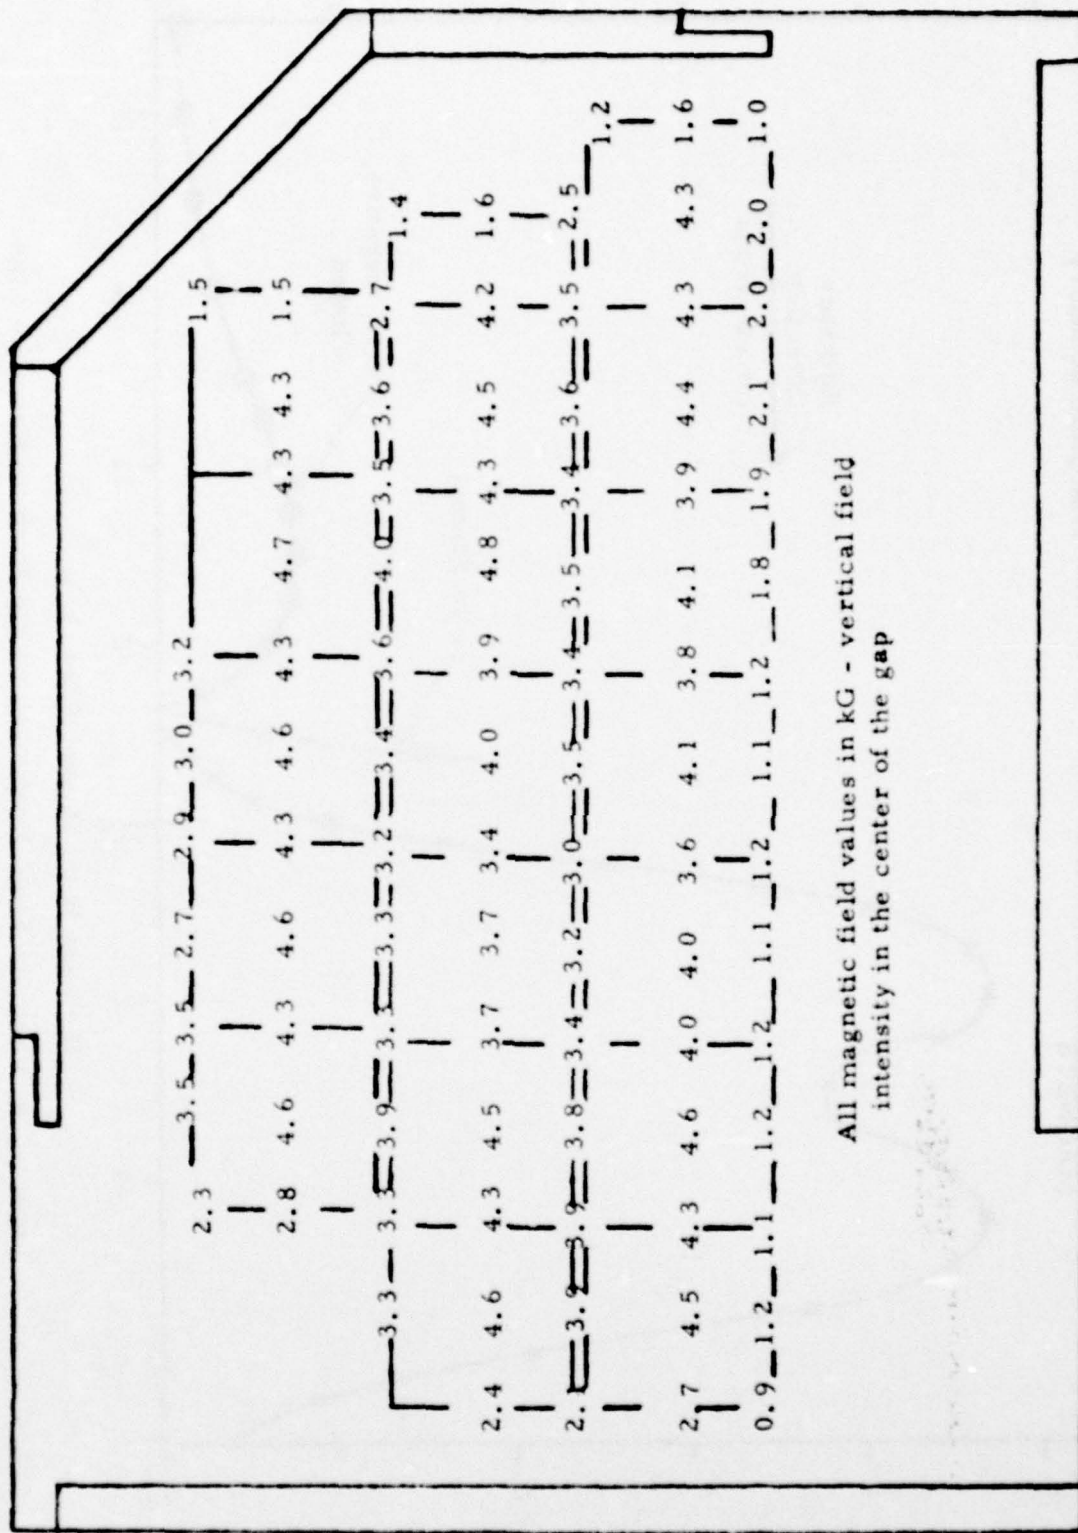 2.3 3.5 3.5 2.7 2.9 3.0 3.2 1.5
2.8 4.6 4.3 4.6 4.3 4.6 4.3 4.7 4.3 4.3 1.5
3.3 3.3 3.9 3.3 3.3 3.2 3.4 3.6 4.0 3.5 3.6 2.7 1.4
2.4 4.6 4.3 4.5 3.7 3.7 3.4 4.0 3.9 4.8 4.3 4.5 4.2 1.6
3.9 3.9 3.8 3.4 3.2 3.0 3.5 3.4 3.5 3.4 3.6 3.5 2.5 1.2
2.7 4.5 4.3 4.6 4.0 4.0 3.6 4.1 3.8 4.1 3.9 4.4 4.3 4.3 1.6
0.9 1.2 1.1 1.2 1.2 1.1 1.2 1.1 1.2 1.8 1.9 2.1 2.0 2.0 1.0
All magnetic field values in kG - vertical field
intensity in the center of the gap